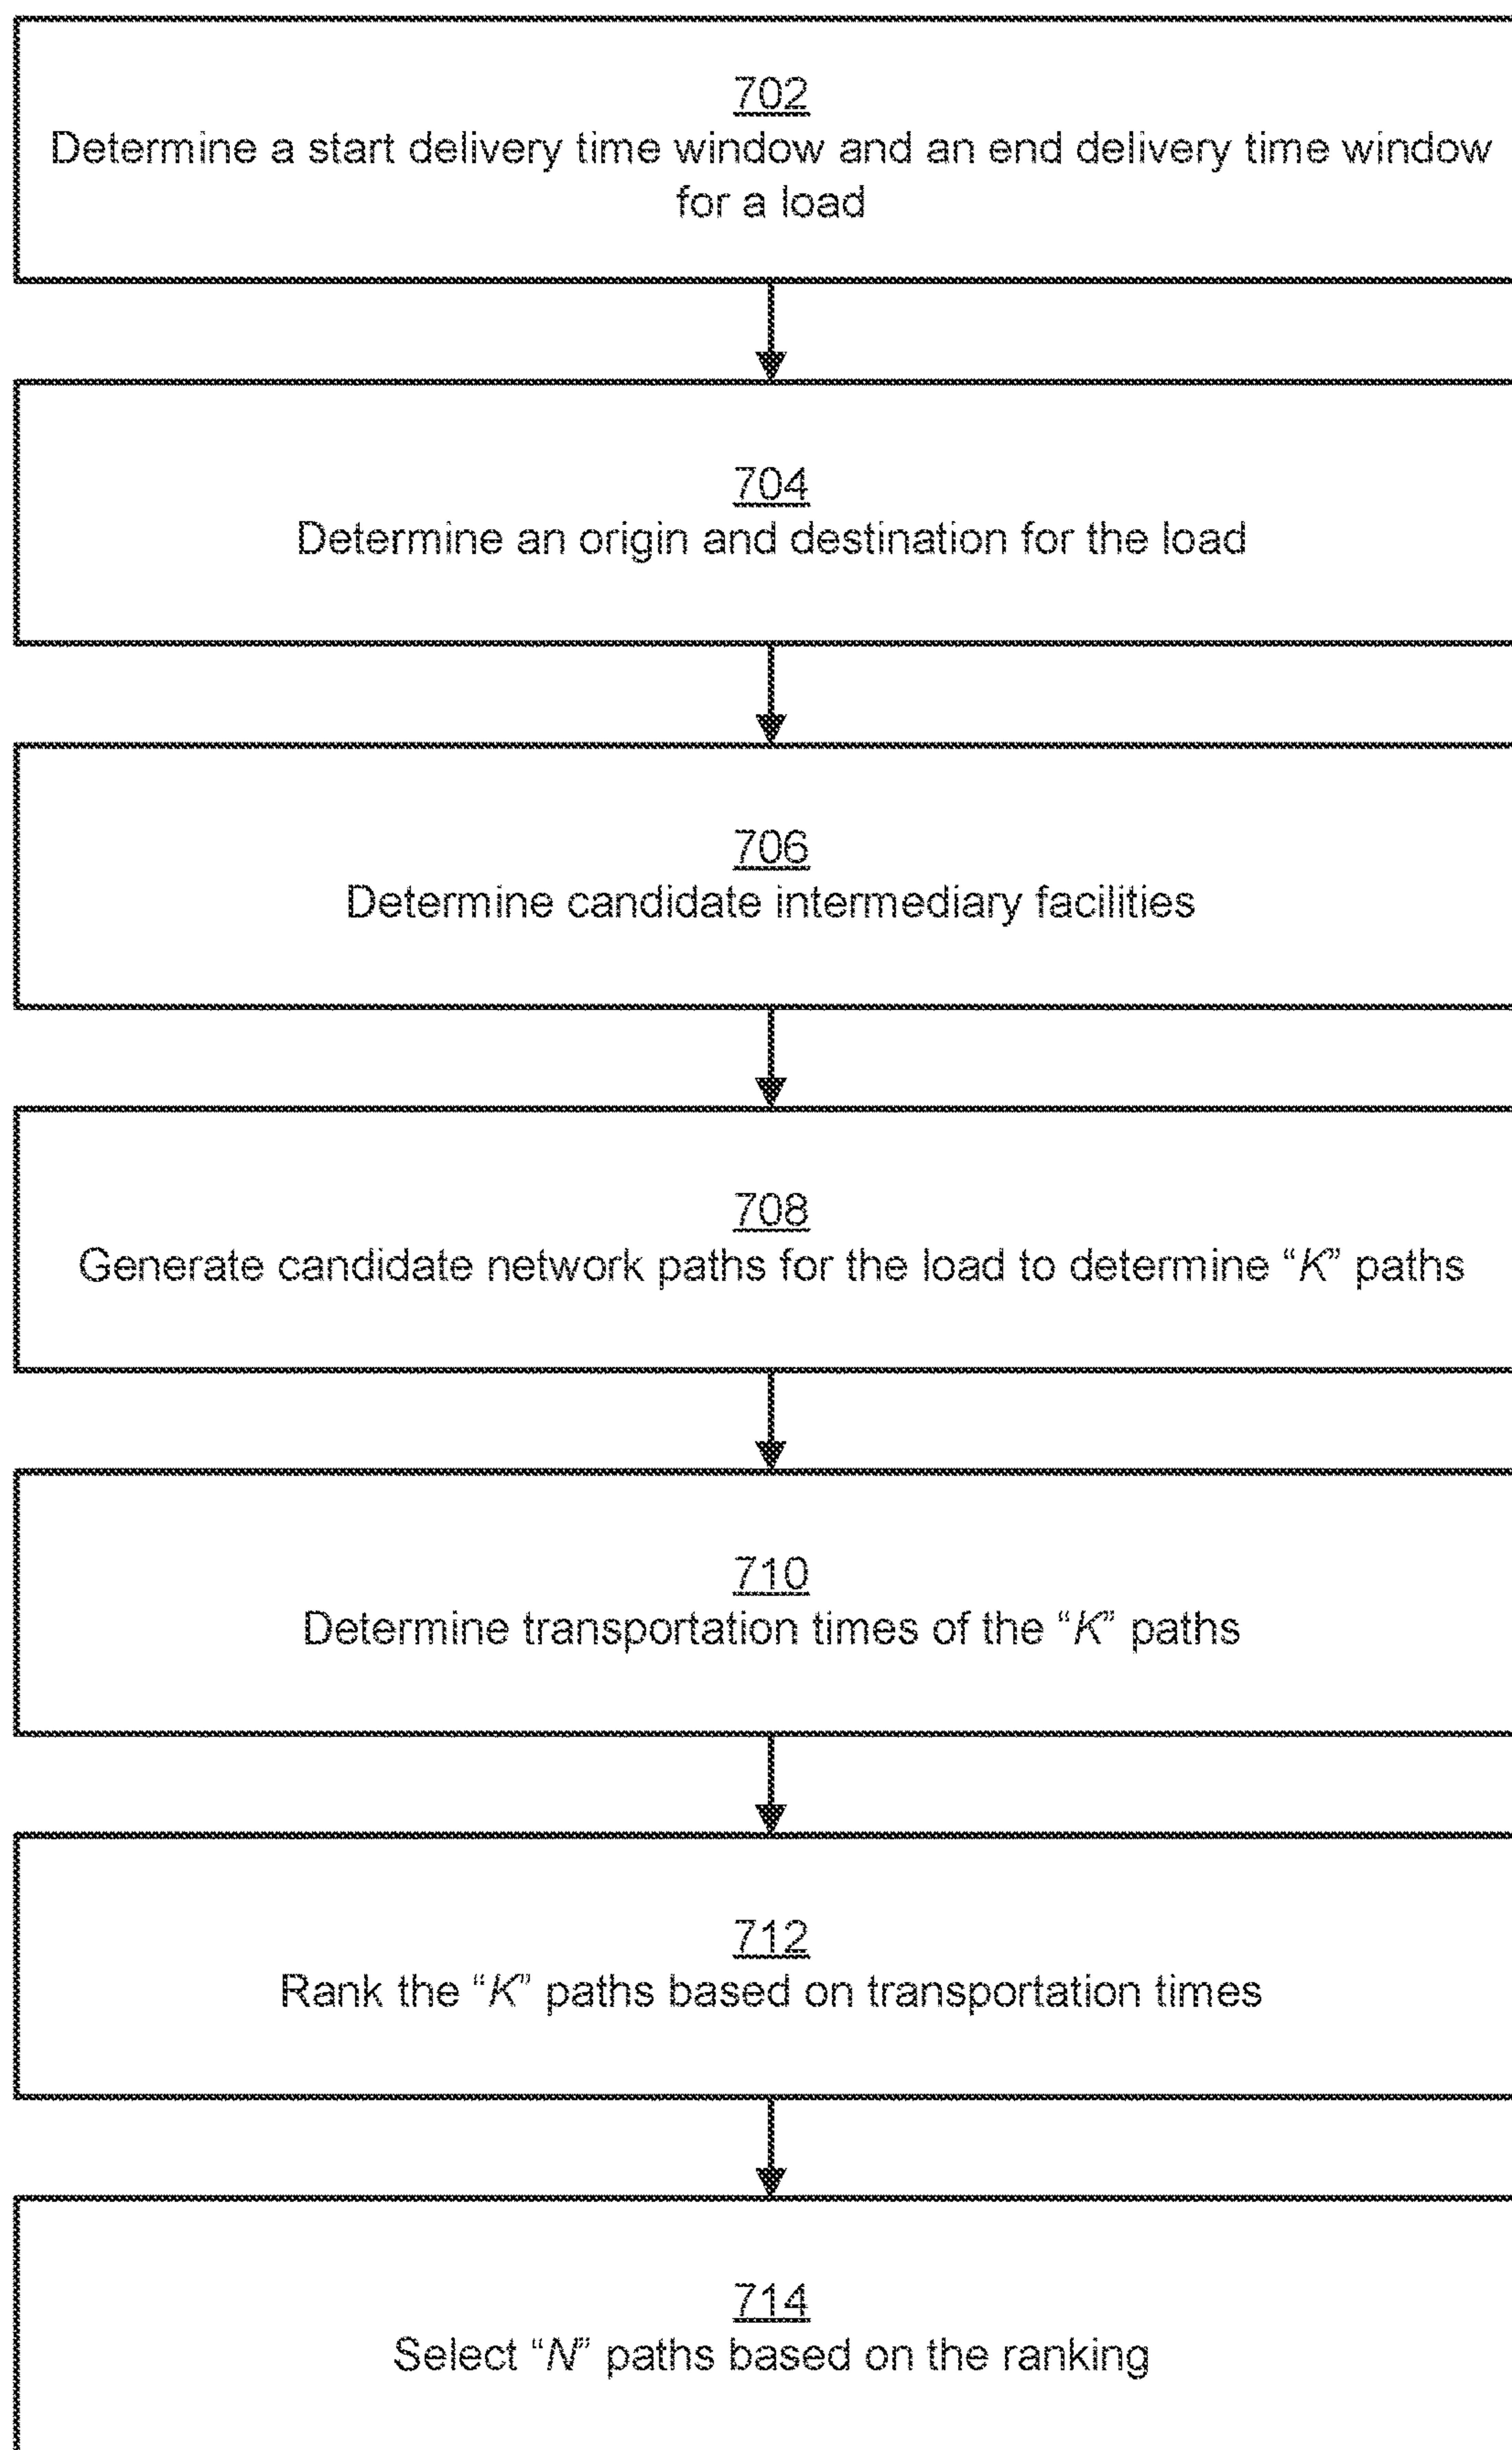 702
Determine a start delivery time window and an end delivery time window
for a load
704
Determine an origin and destination for the load
706
Determine candidate intermediary facilities
708
Generate candidate network paths for the load to determine “K” paths
710
Determine transportation times of the “K” paths
712
Rank the “K” paths based on transportation times
714
Select “N” paths based on the ranking